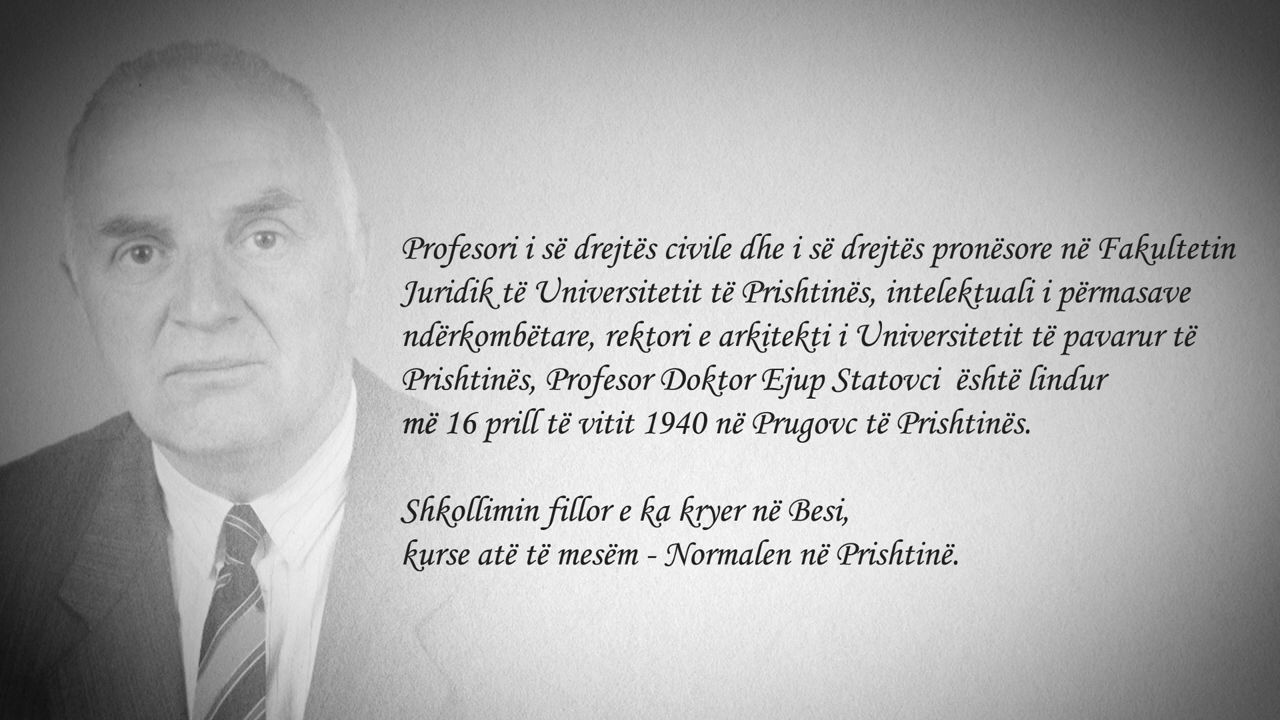 Profesori i së drejtës civile dhe i së drejtës pronësore në Fakultetin
Juridik të Universitetit të Prishtinës, intelektuali i përmasave
ndërkombëtare, rektori e arkitekti i Universitetit të pavarur të
Prishtinës, Profesor Doktor Ejup Statovci është lindur
më 16 prill të vitit 1940 në Prugovc të Prishtinës.
Shkollimin fillor e ka kryer në Besi,
kurse atë të mesëm - Normalen në Prishtinë.